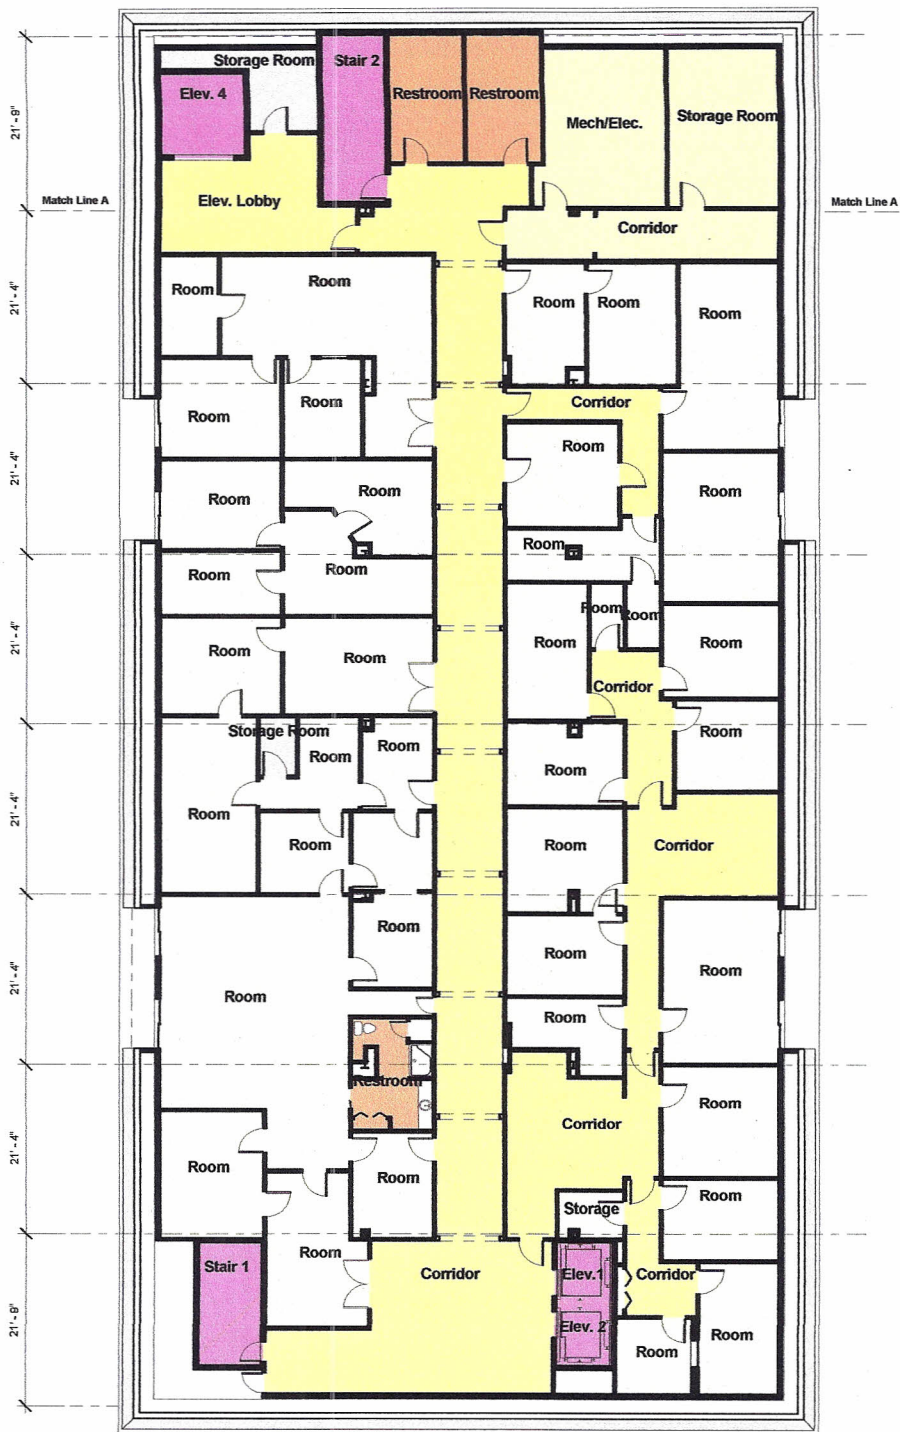 Storage Room
Stair 2
Elev. 4
Restroom
Restroom
Mech/Elec.
Storage Room
21' - 9"
Match Line A
Match Line A
Elev. Lobby
Corridor
Room
Room
Room
Room
Room
21' - 4"
Room
Room
Corridor
Room
Room
Room
Room
21' - 4"
Room
Room
Room
Room
Room
Room
Room
Room
Room
Room
21' - 4"
Corridor
Storage Room
Room
Room
Room
Room
Room
Room
21' - 4"
Room
Corridor
Room
Room
Room
Room
Room
21' - 4"
Room
Restroom
Room
Corridor
Room
Room
21' - 4"
Room
Storage
Room
Stair 1
Corridor
Elev.1
Corridor
Elev. 2
Room
Room
21' - 9"